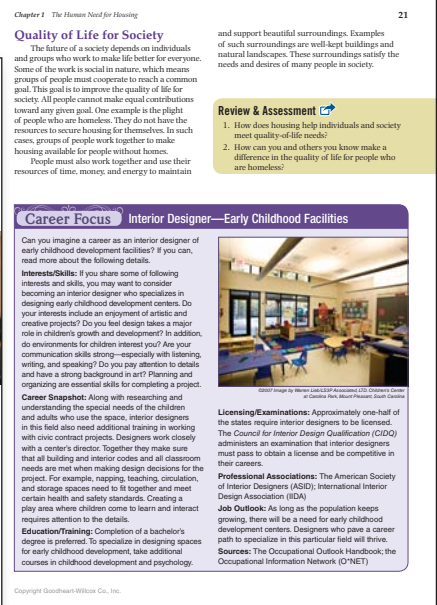 Chapter 1 The Human Need for Housing
21
Quality of Life for Society
The future of a society depends on individuals
and groups who work to make life better for everyone.
Some of the work is social in nature, which means
groups of people must cooperate to reach a common
goal. This goal is to improve the quality of life for
society. All people cannot make equal contributions
toward any given goal. One example is the plight
of people who are homeless. They do not have the
resources to secure housing for themselves. In such
cases, groups of people work together to make
housing available for people without homes.
People must also work together and use their
resources of time, money, and energy to maintain
and support beautiful surroundings. Examples
of such surroundings are well-kept buildings and
natural landscapes. These surroundings satisfy the
needs and desires of many people in society.
Review & Assessment
1. How does housing help individuals and society
meet quality-of-life needs?
2. How can you and others you know make a
difference in the quality of life for people who
are homeless?
Career Focus Interior Designer—Early Childhood Facilities
Can you imagine a career as an interior designer of
early childhood development facilities? If you can,
read more about the following details.
Interests/Skills: If you share some of following
interests and skills, you may want to consider
becoming an interior designer who specializes in
designing early childhood development centers. Do
your interests include an enjoyment of artistic and
creative projects? Do you feel design takes a major
role in children's growth and development? In addition,
do environments for children interest you? Are your
communication skills strong—especially with listening,
writing, and speaking? Do you pay attention to details
and have a strong background in art? Planning and
organizing are essential skills for completing a project.
Career Snapshot: Along with researching and
understanding the special needs of the children
and adults who use the space, interior designers
in this field also need additional training in working
with civic contract projects. Designers work closely
with a center's director. Together they make sure
that all building and interior codes and all classroom
needs are met when making design decisions for the
project. For example, napping, teaching, circulation,
and storage spaces need to fit together and meet
certain health and safety standards. Creating a
play area where children come to learn and interact
requires attention to the details.
Education/Training: Completion of a bachelor's
degree is preferred. To specialize in designing spaces
for early childhood development, take additional
courses in childhood development and psychology.
©2007 Image by Warren Lieb/LS3P Associated, LTD, Children's Center
at Carolina Park, Mount Pleasant, South Carolina
Licensing/Examinations: Approximately one-half of
the states require interior designers to be licensed.
The Council for Interior Design Qualification (CIDQ)
administers an examination that interior designers
must pass to obtain a license and be competitive in
their careers.
Professional Associations: The American Society
of Interior Designers (ASID); International Interior
Design Association (IIDA)
Job Outlook: As long as the population keeps
growing, there will be a need for early childhood
development centers. Designers who pave a career
path to specialize in this particular field will thrive.
Sources: The Occupational Outlook Handbook; the
Occupational Information Network (O*NET)
Copyright Goodheart-Willcox Co., Inc.